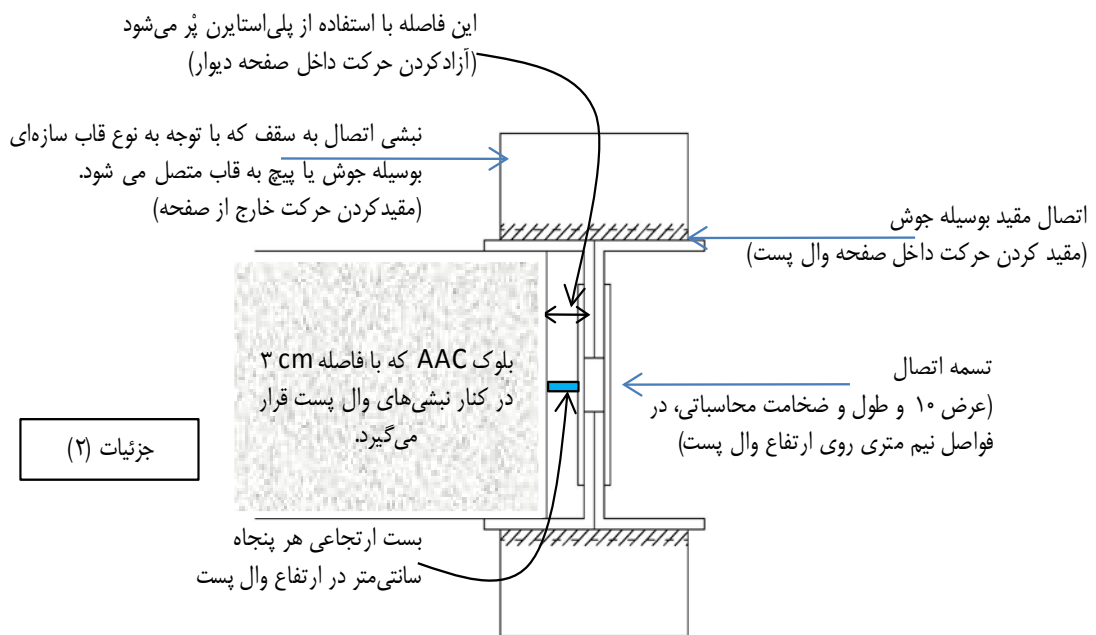 این فاصله با استفاده از پلی‌استایرن پُر می‌شود
(آزادکردن حرکت داخل صفحه دیوار)
نبشی اتصال به سقف که با توجه به نوع قاب سازه‌ای
بوسیله جوش یا پیچ به قاب متصل می شود.
(مقیدکردن حرکت خارج از صفحه)
اتصال مقید بوسیله جوش
(مقید کردن حرکت داخل صفحه وال پست)
بلوک AAC که با فاصله ۳ cm
در کنار نبشی‌های وال پست قرار
می‌گیرد.
تسمه اتصال
(عرض ۱۰ و طول و ضخامت محاسباتی، در
فواصل نیم متری روی ارتفاع وال پست)
جزئیات (۲)
بست ارتجاعی هر پنجاه
سانتی‌متر در ارتفاع وال پست